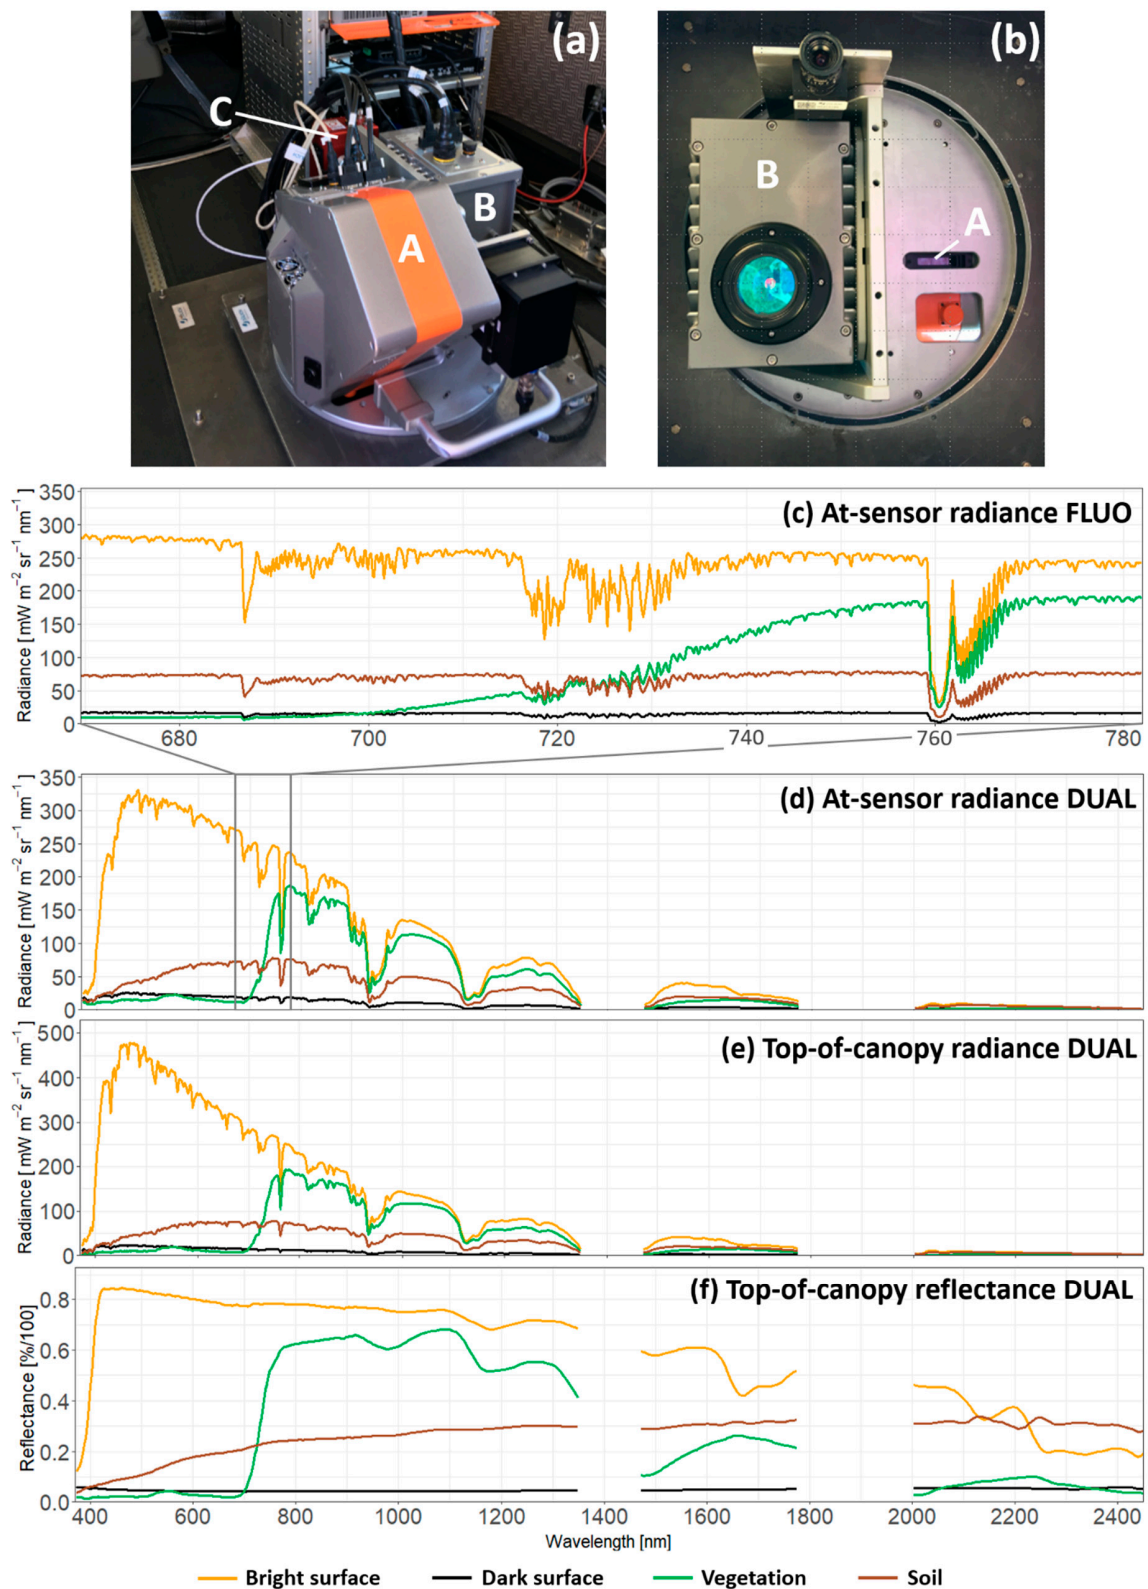 (a)
C
B
A
(b)
B
A
(c) At-sensor radiance FLUO
Radiance [ mW m⁻² sr⁻¹ nm⁻¹ ]
350
300
250
200
150
100
50
0
680 700 720 740 760 780
(d) At-sensor radiance DUAL
Radiance [ mW m⁻² sr⁻¹ nm⁻¹ ]
350
300
250
200
150
100
50
0
(e) Top-of-canopy radiance DUAL
Radiance [ mW m⁻² sr⁻¹ nm⁻¹ ]
500
400
300
200
100
0
(f) Top-of-canopy reflectance DUAL
Reflectance [%/100]
0.8
0.6
0.4
0.2
0.0
400 600 800 1000 1200 1400 1600 1800 2000 2200 2400
Wavelength [nm]
Bright surface Dark surface Vegetation Soil